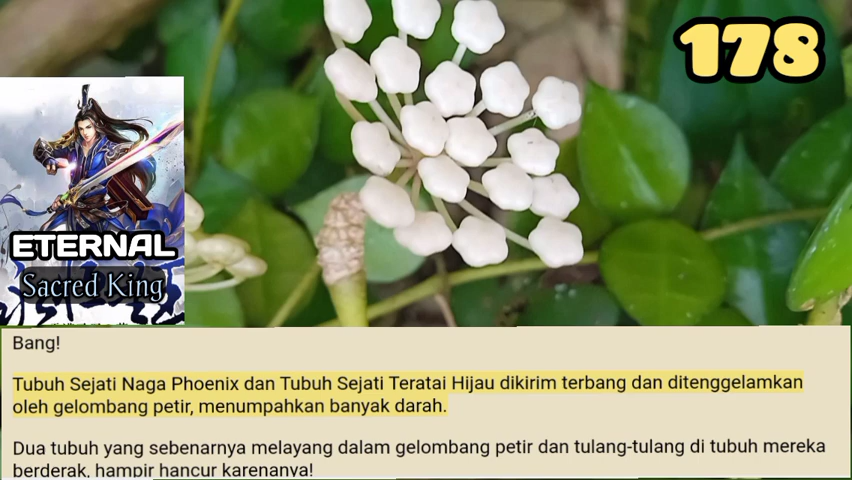 178
ETERNAL
Sacred King
Bang!
Tubuh Sejati Naga Phoenix dan Tubuh Sejati Teratai Hijau dikirim terbang dan ditenggelamkan
oleh gelombang petir, menumpahkan banyak darah.
Dua tubuh yang sebenarnya melayang dalam gelombang petir dan tulang-tulang di tubuh mereka
berderak, hampir hancur karenanya!